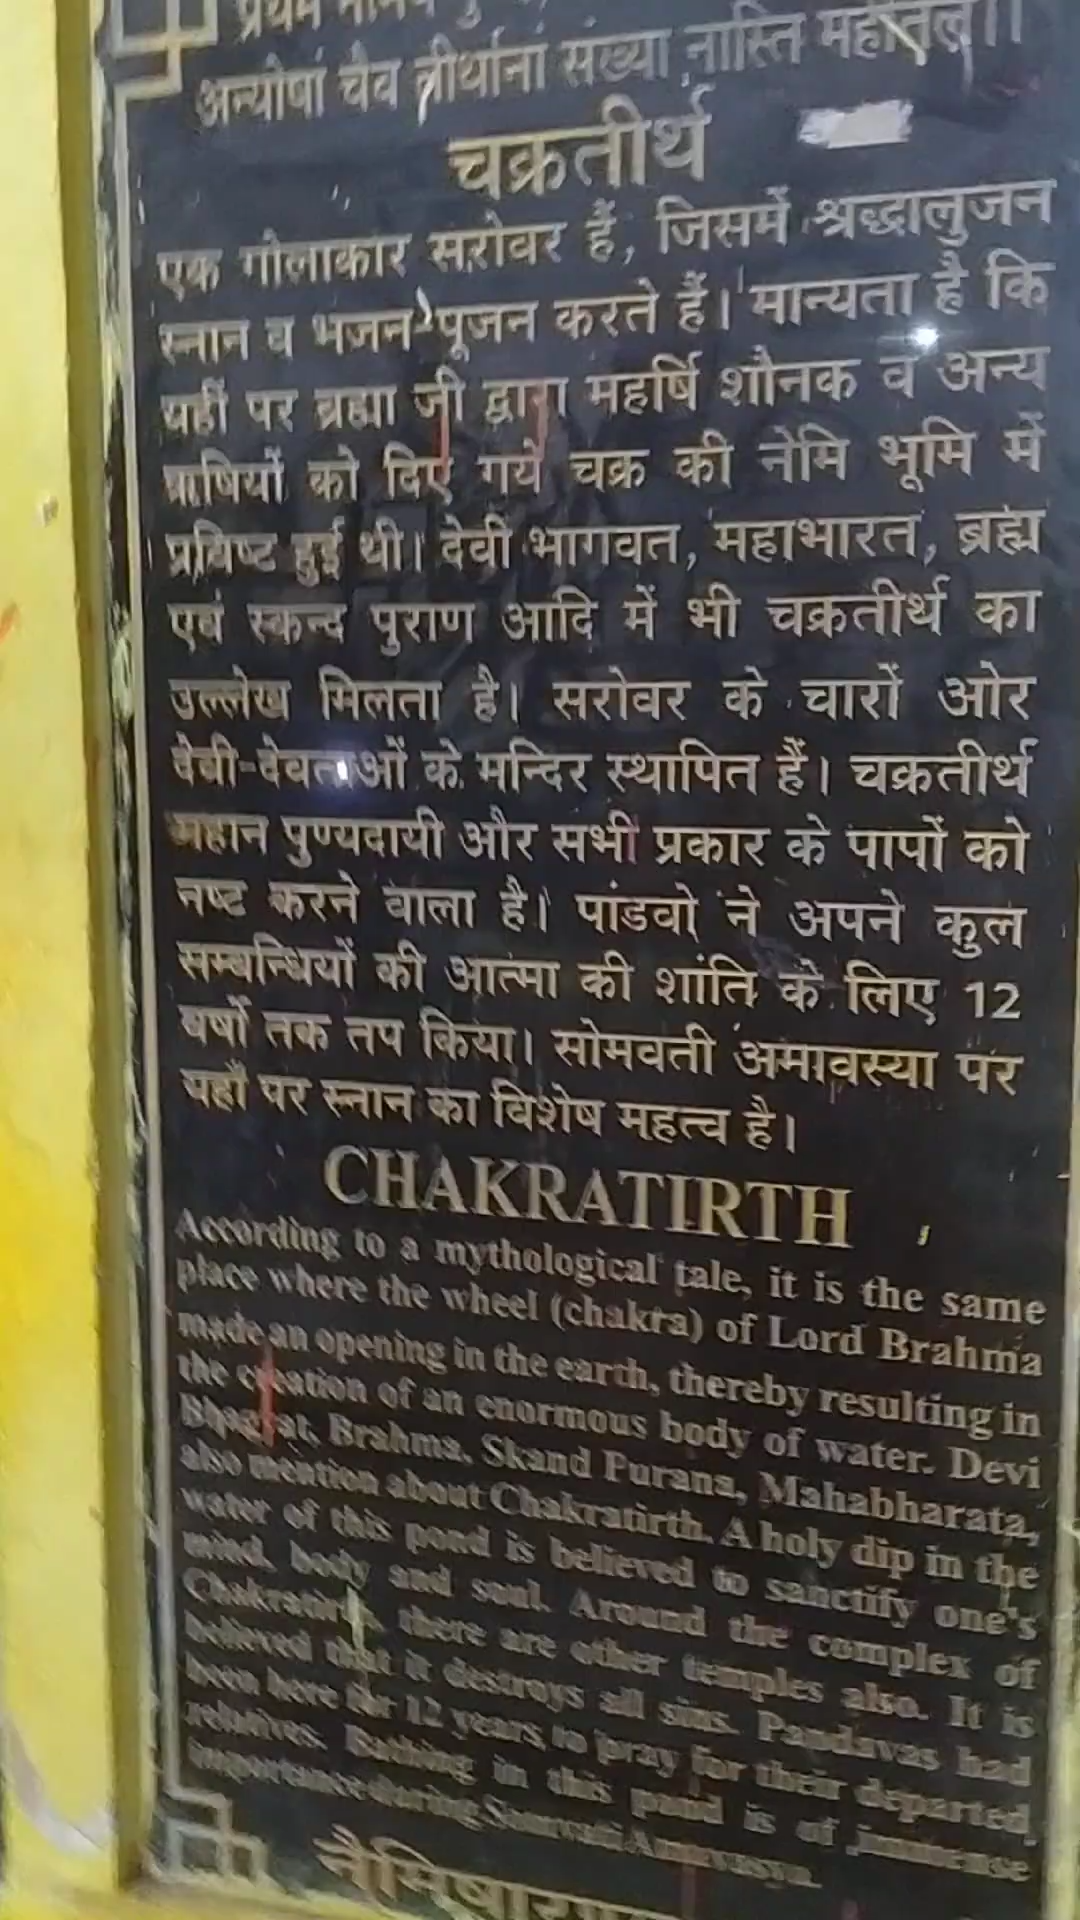 प्रथमं
अन्योषां चैव तीर्थानां संख्या नास्ति महीतले।।
चक्रतीर्थ
एक गोलाकार सरोवर हैं, जिसमें श्रद्धालुजन
स्नान व भजन-पूजन करते हैं। मान्यता है कि
यहीं पर ब्रह्मा जी द्वारा महर्षि शौनक व अन्य
ऋषियों को दिए गये चक्र की नेमि भूमि में
प्रविष्ट हुई थी। देवी भागवत, महाभारत, ब्रह्म
एवं स्कन्द पुराण आदि में भी चक्रतीर्थ का
उल्लेख मिलता है। सरोवर के चारों ओर
देवी-देवताओं के मन्दिर स्थापित हैं। चक्रतीर्थ
महान पुण्यदायी और सभी प्रकार के पापों को
नष्ट करने वाला है। पांडवो ने अपने कुल
सम्बन्धियों की आत्मा की शांति के लिए 12
वर्षों तक तप किया। सोमवती अमावस्या पर
यहाँ पर स्नान का विशेष महत्व है।
CHAKRATIRTH
According to a mythological tale, it is the same
place where the wheel (chakra) of Lord Brahma
made an opening in the earth, thereby resulting in
the creation of an enormous body of water. Devi
Bhagwat, Brahma, Skand Purana, Mahabharata,
also mention about Chakratirth. A holy dip in the
water of this pond is believed to sanctify one's
mind, body and soul. Around the complex of
Chakratirth, there are other temples also. It is
believed that it destroys all sins. Pandavas had
been here for 12 years to pray for their departed
relatives. Bathing in this pond is of immense
importance during Somvati Amavasya.